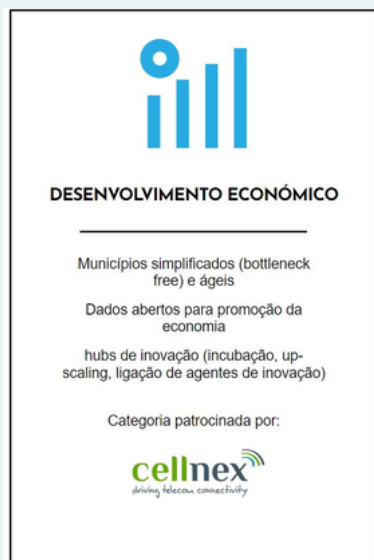 DESENVOLVIMENTO ECONÓMICO
Municípios simplificados (bottleneck
free) e ágeis
Dados abertos para promoção da
economia
hubs de inovação (incubação, up-
scaling, ligação de agentes de inovação)
Categoria patrocinada por:
cellnex
driving telecom connectivity